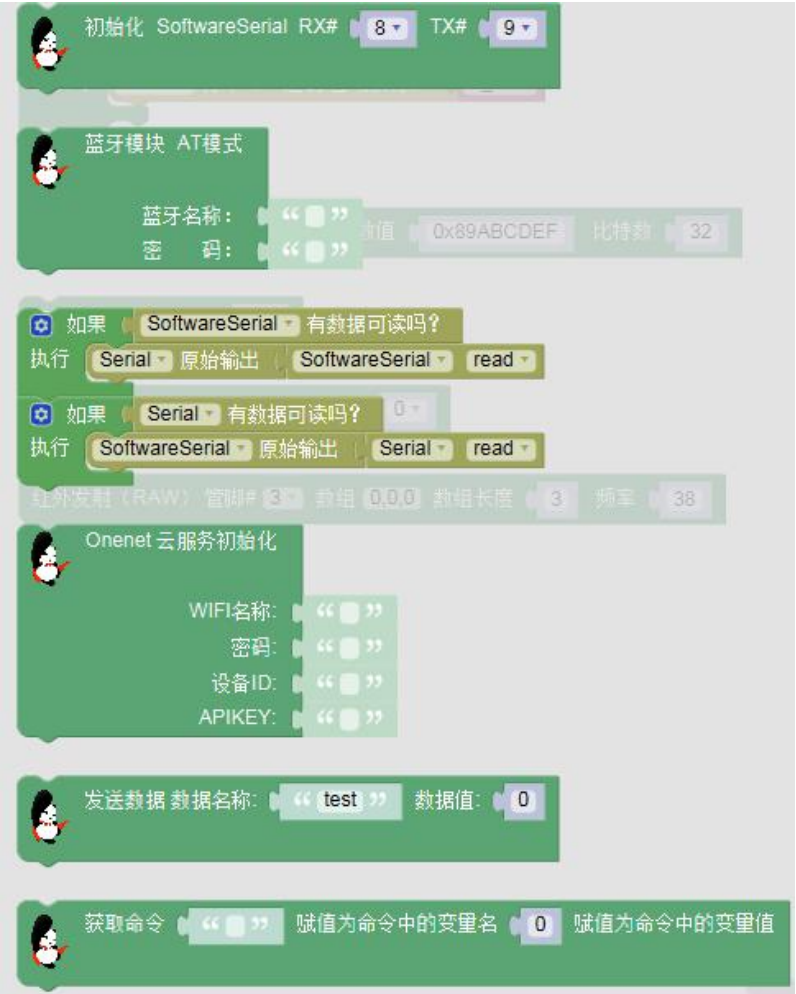 初始化 SoftwareSerial RX# 8 TX# 9
蓝牙模块 AT模式
蓝牙名称： “ ”
数值 0x89ABCDEF 比特数 32
密 码： “ ”
如果 SoftwareSerial 有数据可读吗?
执行 Serial 原始输出 SoftwareSerial read
如果 Serial 有数据可读吗? 0
执行 SoftwareSerial 原始输出 Serial read
红外发射（RAW） 管脚# 3 数组 0,0,0 数组长度 3 频率 38
Onenet 云服务初始化
WIFI名称: “ ”
密码: “ ”
设备ID: “ ”
APIKEY: “ ”
发送数据 数据名称: “ test ” 数据值: 0
获取命令 “ ” 赋值为命令中的变量名 0 赋值为命令中的变量值